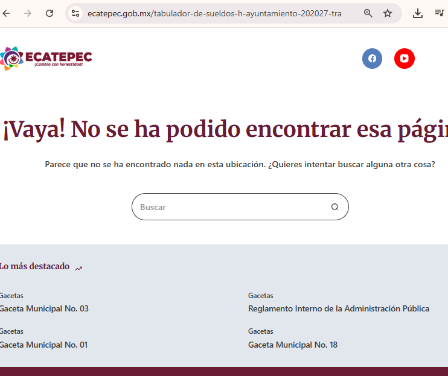 ecatepec.gob.mx/tabulador-de-sueldos-h-ayuntamiento-202027-tra
ECATEPEC
¡Cambia con honestidad!
¡Vaya! No se ha podido encontrar esa pági
Parece que no se ha encontrado nada en esta ubicación. ¿Quieres intentar buscar alguna otra cosa?
Buscar
Lo más destacado
Gacetas
Gaceta Municipal No. 03
Gacetas
Reglamento Interno de la Administración Pública
Gacetas
Gaceta Municipal No. 01
Gacetas
Gaceta Municipal No. 18